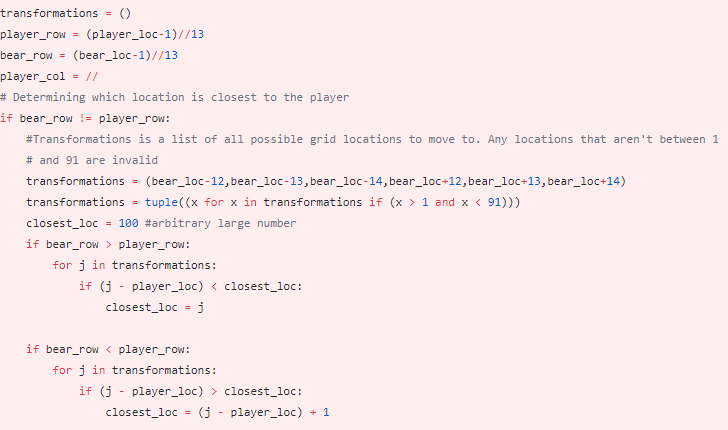 transformations = ()
player_row = (player_loc-1)//13
bear_row = (bear_loc-1)//13
player_col = //
# Determining which location is closest to the player
if bear_row != player_row:
    #Transformations is a list of all possible grid locations to move to. Any locations that aren't between 1
    # and 91 are invalid
    transformations = (bear_loc-12,bear_loc-13,bear_loc-14,bear_loc+12,bear_loc+13,bear_loc+14)
    transformations = tuple((x for x in transformations if (x > 1 and x < 91)))
    closest_loc = 100 #arbitrary large number
    if bear_row > player_row:
        for j in transformations:
            if (j - player_loc) < closest_loc:
                closest_loc = j

    if bear_row < player_row:
        for j in transformations:
            if (j - player_loc) > closest_loc:
                closest_loc = (j - player_loc) + 1